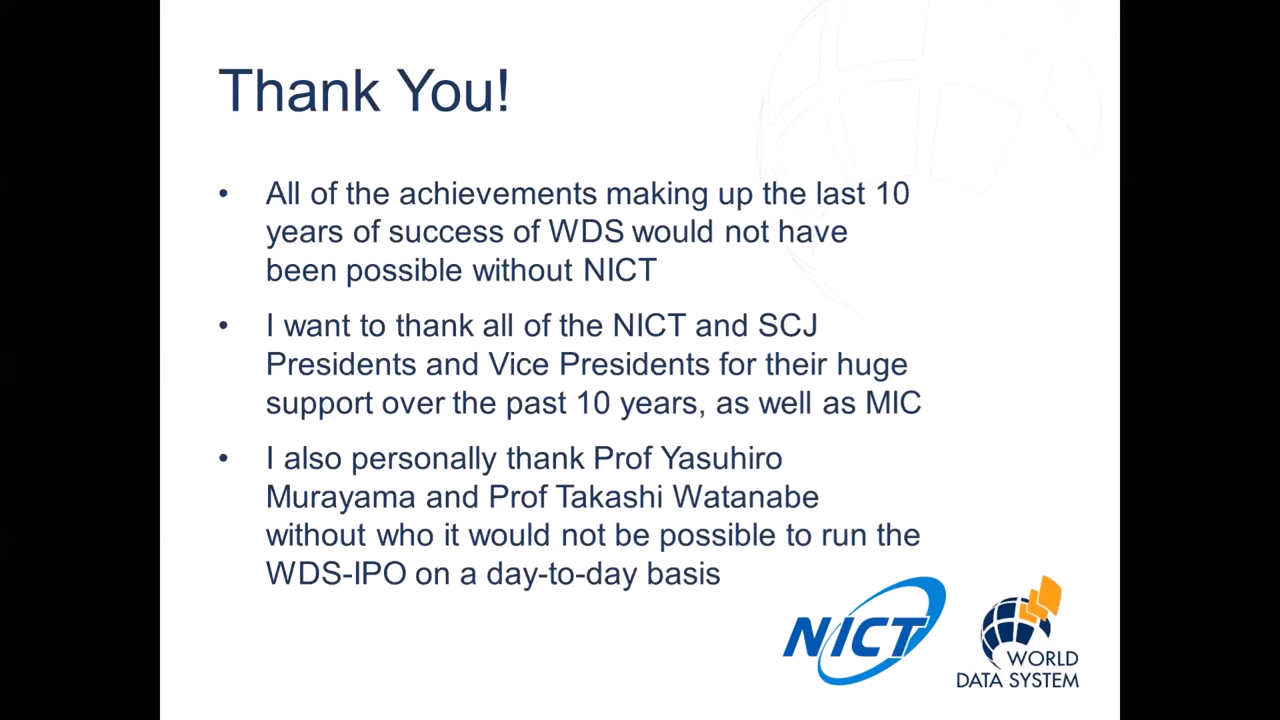 Thank You!
• All of the achievements making up the last 10
years of success of WDS would not have
been possible without NICT
• I want to thank all of the NICT and SCJ
Presidents and Vice Presidents for their huge
support over the past 10 years, as well as MIC
• I also personally thank Prof Yasuhiro
Murayama and Prof Takashi Watanabe
without who it would not be possible to run the
WDS-IPO on a day-to-day basis
NICT
WORLD
DATA SYSTEM